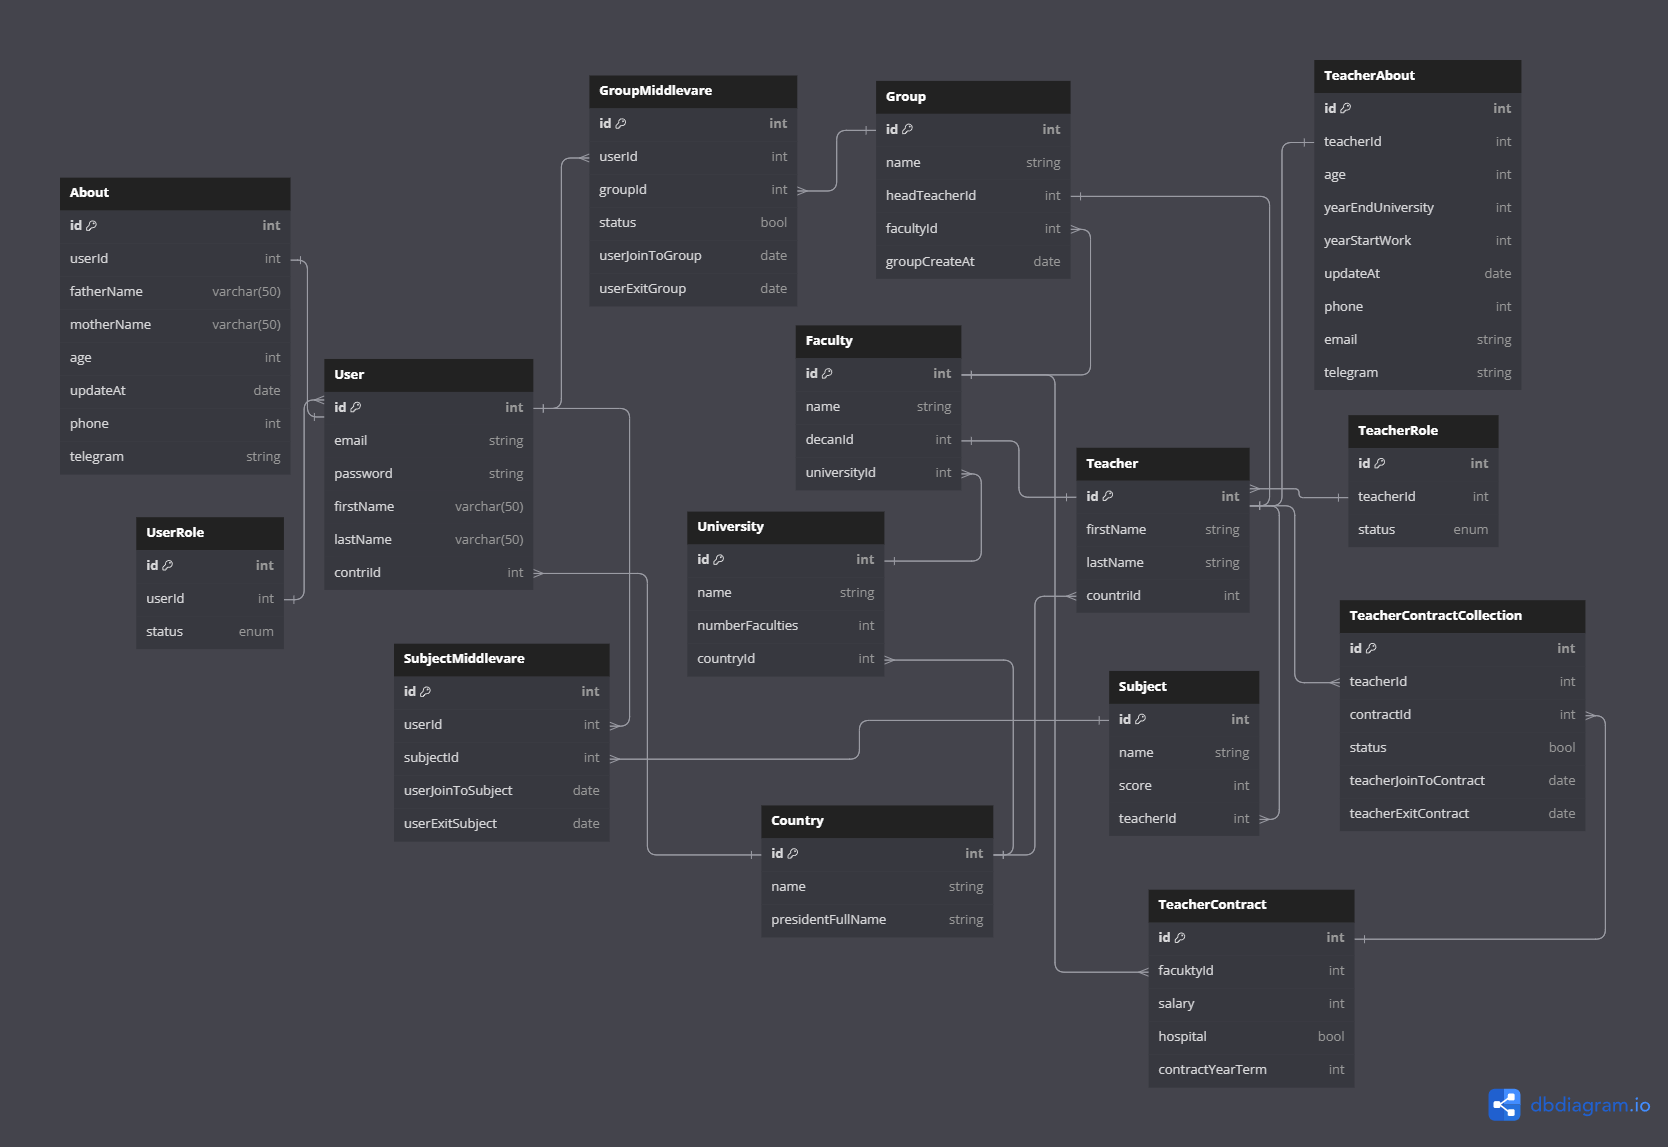 About
id int
userId int
fatherName varchar(50)
motherName varchar(50)
age int
updateAt date
phone int
telegram string
UserRole
id int
userId int
status enum
User
id int
email string
password string
firstName varchar(50)
lastName varchar(50)
contriId int
SubjectMiddlevare
id int
userId int
subjectId int
userJoinToSubject date
userExitSubject date
GroupMiddlevare
id int
userId int
groupId int
status bool
userJoinToGroup date
userExitGroup date
Group
id int
name string
headTeacherId int
facultyId int
groupCreateAt date
Faculty
id int
name string
decanId int
universityId int
University
id int
name string
numberFaculties int
countryId int
Country
id int
name string
presidentFullName string
Teacher
id int
firstName string
lastName string
countriId int
Subject
id int
name string
score int
teacherId int
TeacherAbout
id int
teacherId int
age int
yearEndUniversity int
yearStartWork int
updateAt date
phone int
email string
telegram string
TeacherRole
id int
teacherId int
status enum
TeacherContractCollection
id int
teacherId int
contractId int
status bool
teacherJoinToContract date
teacherExitContract date
TeacherContract
id int
facuktyId int
salary int
hospital bool
contractYearTerm int
dbdiagram.io